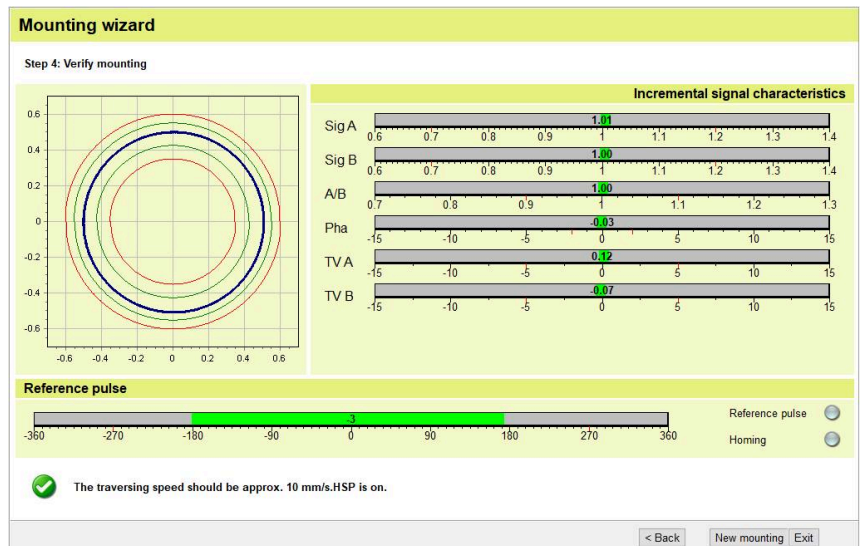 Mounting wizard
Step 4: Verify mounting
Incremental signal characteristics
0.6
0.4
0.2
0
-0.2
-0.4
-0.6
-0.6 -0.4 -0.2 0 0.2 0.4 0.6
Sig A 1.01
0.6 0.7 0.8 0.9 1 1.1 1.2 1.3 1.4
Sig B 1.00
0.6 0.7 0.8 0.9 1 1.1 1.2 1.3 1.4
A/B 1.00
0.7 0.8 0.9 1 1.1 1.2 1.3
Pha -0.03
-15 -10 -5 0 5 10 15
TV A 0.12
-15 -10 -5 0 5 10 15
TV B -0.07
-15 -10 -5 0 5 10 15
Reference pulse
-3
-360 -270 -180 -90 0 90 180 270 360
Reference pulse
Homing
The traversing speed should be approx. 10 mm/s.HSP is on.
< Back New mounting Exit